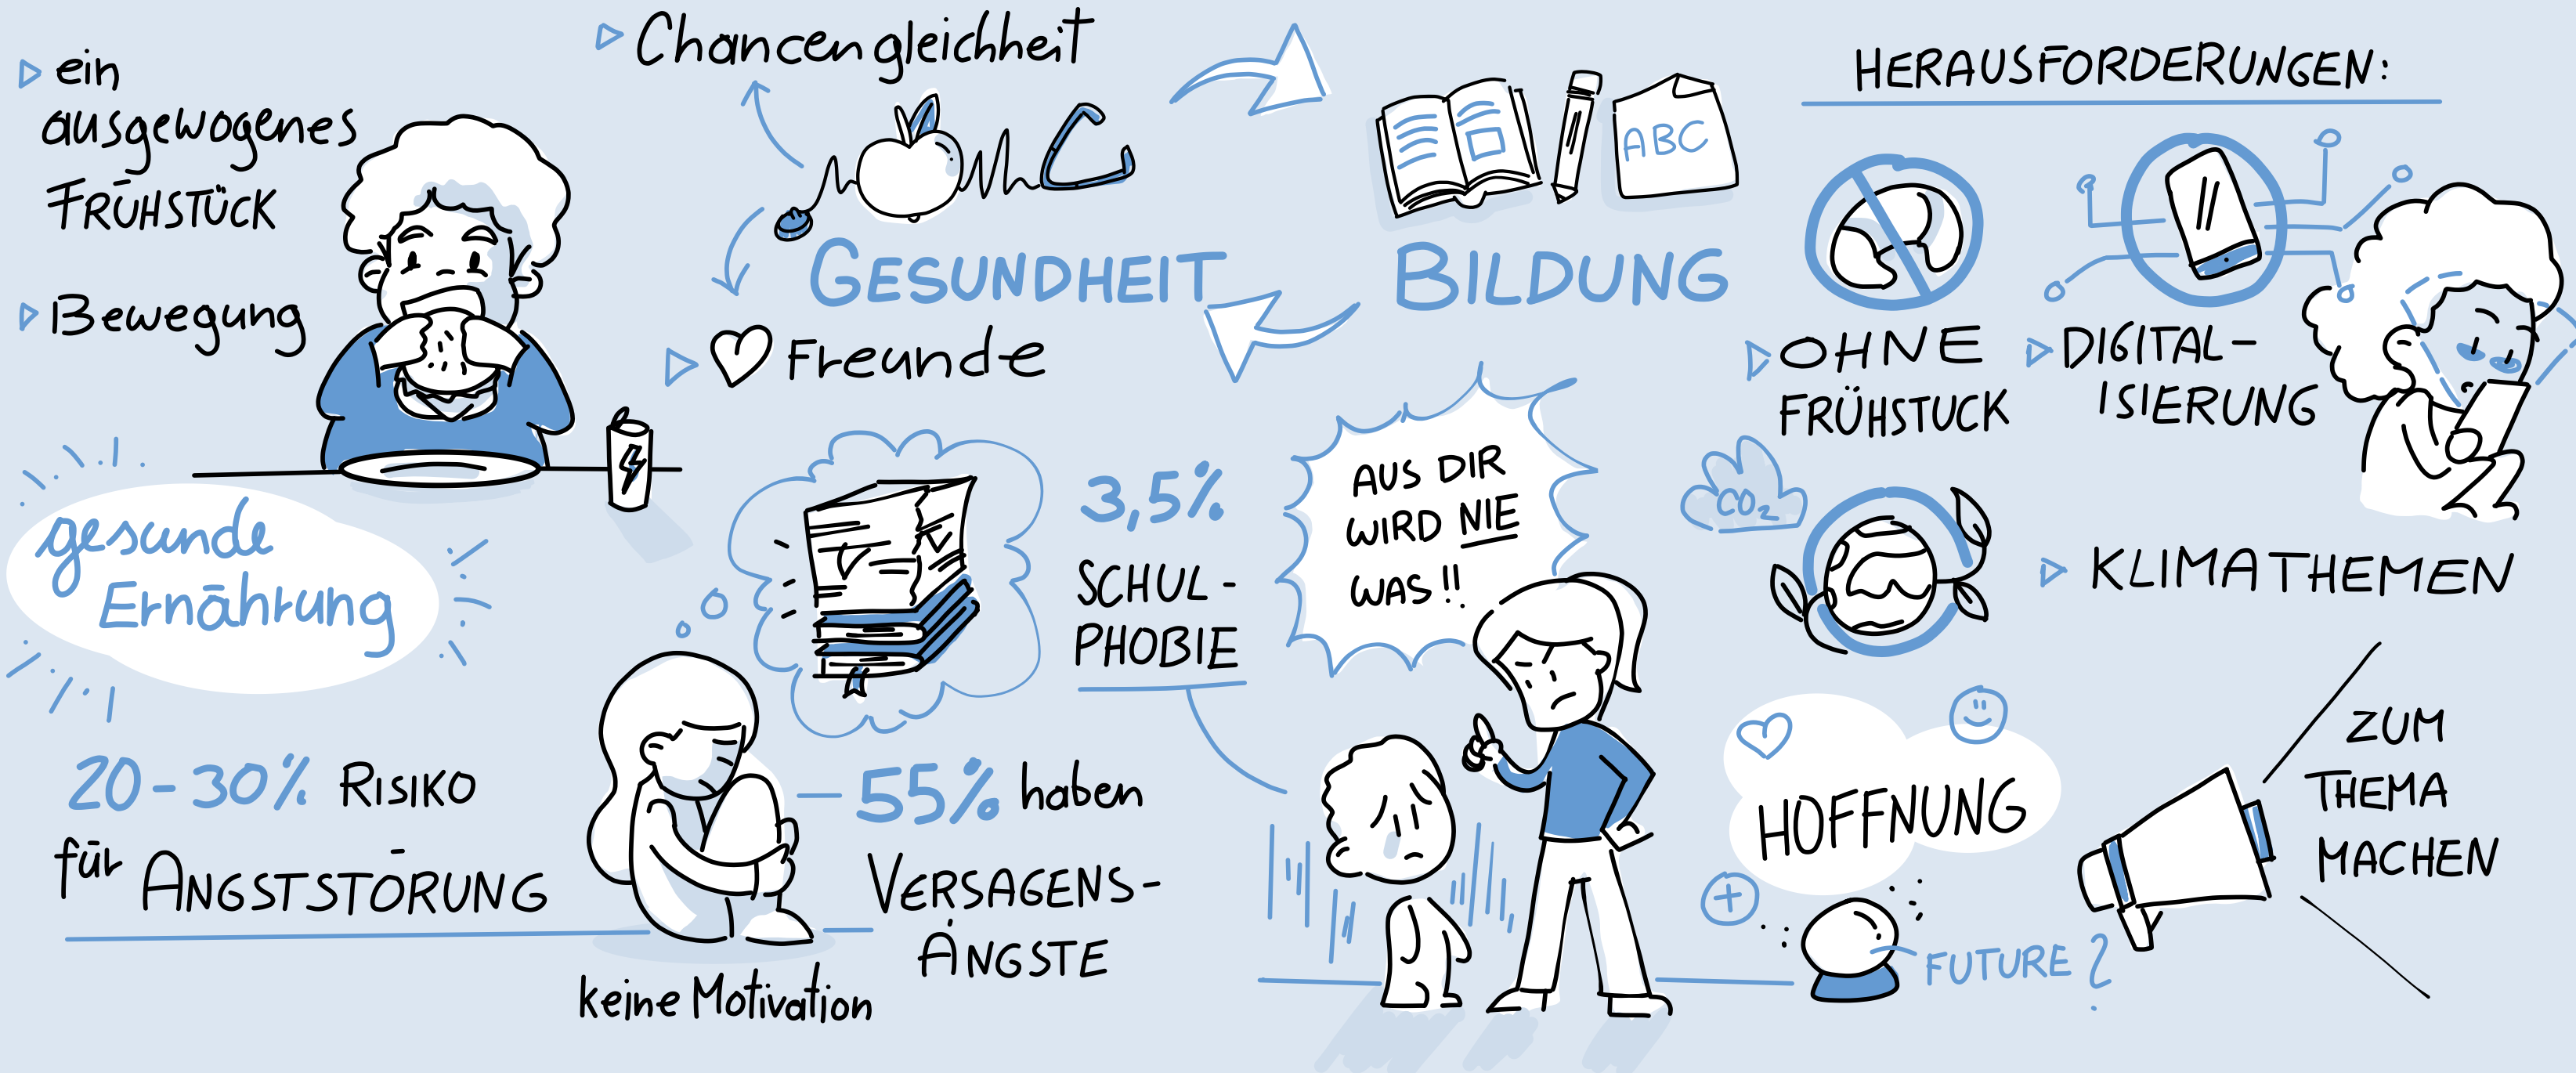 ein
ausgewogenes
FRÜHSTÜCK
Bewegung
Chancengleichheit
GESUNDHEIT
Freunde
BILDUNG
ABC
HERAUSFORDERUNGEN:
OHNE
FRÜHSTUCK
DIGITAL-
ISIERUNG
CO2
KLIMATHEMEN
gesunde
Ernährung
20-30% RISIKO
für ANGSTSTÖRUNG
keine Motivation
55% haben
VERSAGENS-
ÄNGSTE
3,5%
SCHUL-
PHOBIE
AUS DIR
WIRD NIE
WAS!!
HOFFNUNG
FUTURE?
ZUM
THEMA
MACHEN